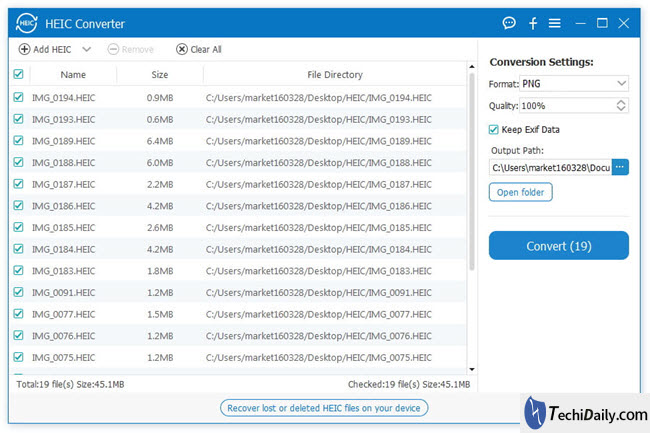 HEIC HEIC Converter
Add HEIC Remove Clear All
Name Size File Directory
IMG_0194.HEIC 0.9MB C:/Users/market160328/Desktop/HEIC/IMG_0194.HEIC
IMG_0193.HEIC 0.6MB C:/Users/market160328/Desktop/HEIC/IMG_0193.HEIC
IMG_0189.HEIC 6.4MB C:/Users/market160328/Desktop/HEIC/IMG_0189.HEIC
IMG_0188.HEIC 6.0MB C:/Users/market160328/Desktop/HEIC/IMG_0188.HEIC
IMG_0187.HEIC 2.2MB C:/Users/market160328/Desktop/HEIC/IMG_0187.HEIC
IMG_0186.HEIC 4.2MB C:/Users/market160328/Desktop/HEIC/IMG_0186.HEIC
IMG_0185.HEIC 2.6MB C:/Users/market160328/Desktop/HEIC/IMG_0185.HEIC
IMG_0184.HEIC 4.2MB C:/Users/market160328/Desktop/HEIC/IMG_0184.HEIC
IMG_0183.HEIC 1.8MB C:/Users/market160328/Desktop/HEIC/IMG_0183.HEIC
IMG_0091.HEIC 1.2MB C:/Users/market160328/Desktop/HEIC/IMG_0091.HEIC
IMG_0077.HEIC 1.5MB C:/Users/market160328/Desktop/HEIC/IMG_0077.HEIC
IMG_0076.HEIC 1.2MB C:/Users/market160328/Desktop/HEIC/IMG_0076.HEIC
IMG_0075.HEIC 1.2MB C:/Users/market160328/Desktop/HEIC/IMG_0075.HEIC
Total:19 file(s) Size:45.1MB Checked:19 file(s) Size:45.1MB
Recover lost or deleted HEIC files on your device
Conversion Settings:
Format: PNG
Quality: 100%
Keep Exif Data
Output Path:
C:\Users\market160328\Docu ...
Open folder
Convert (19)
TechiDaily.com